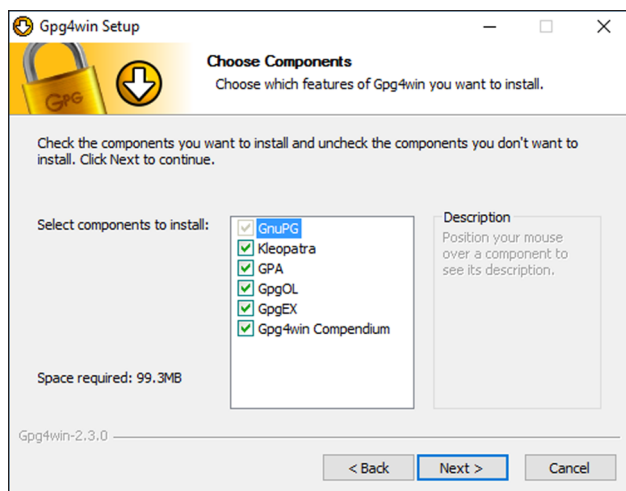 Gpg4win Setup
Choose Components
Choose which features of Gpg4win you want to install.
GPG
Check the components you want to install and uncheck the components you don't want to
install. Click Next to continue.
Select components to install:
GnuPG
Kleopatra
GPA
GpgOL
GpgEX
Gpg4win Compendium
Description
Position your mouse
over a component to
see its description.
Space required: 99.3MB
Gpg4win-2.3.0
< Back
Next >
Cancel